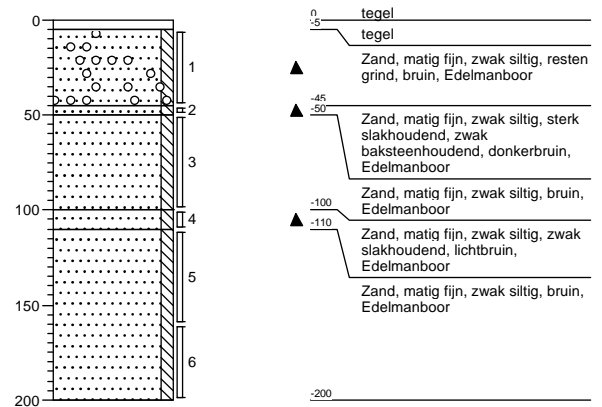 0
50
100
150
200
1
2
3
4
5
6
0
tegel
-5
tegel
Zand, matig fijn, zwak siltig, resten
grind, bruin, Edelmanboor
-45
-50
Zand, matig fijn, zwak siltig, sterk
slakhoudend, zwak
baksteenhoudend, donkerbruin,
Edelmanboor
Zand, matig fijn, zwak siltig, bruin,
Edelmanboor
-100
-110
Zand, matig fijn, zwak siltig, zwak
slakhoudend, lichtbruin,
Edelmanboor
Zand, matig fijn, zwak siltig, bruin,
Edelmanboor
-200